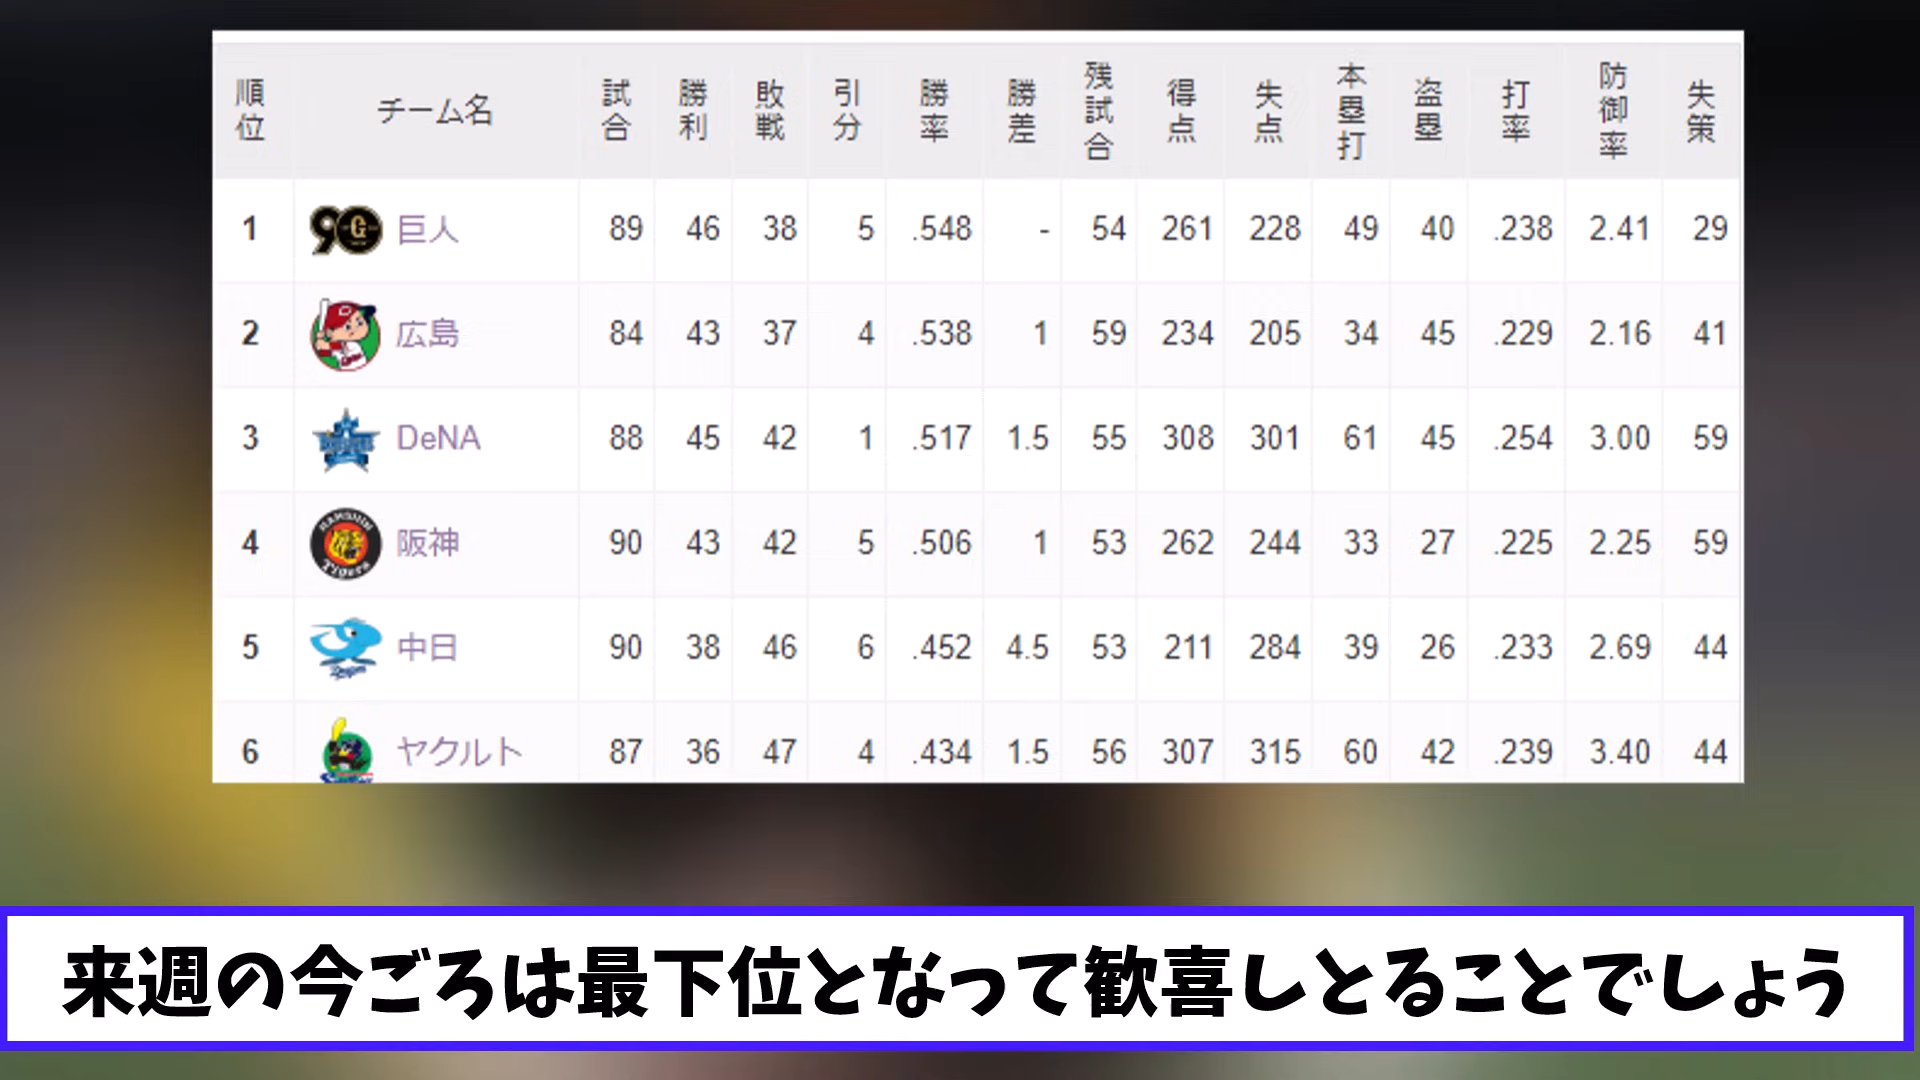 順位 チーム名 試合 勝利 敗戦 引分 勝率 勝差 残試合 得点 失点 本塁打 盗塁 打率 防御率 失策
1 巨人 89 46 38 5 .548 - 54 261 228 49 40 .238 2.41 29
2 広島 84 43 37 4 .538 1 59 234 205 34 45 .229 2.16 41
3 DeNA 88 45 42 1 .517 1.5 55 308 301 61 45 .254 3.00 59
4 HANSHIN Tigers 阪神 90 43 42 5 .506 1 53 262 244 33 27 .225 2.25 59
5 中日 90 38 46 6 .452 4.5 53 211 284 39 26 .233 2.69 44
6 ヤクルト 87 36 47 4 .434 1.5 56 307 315 60 42 .239 3.40 44
来週の今ごろは最下位となって歓喜しとることでしょう